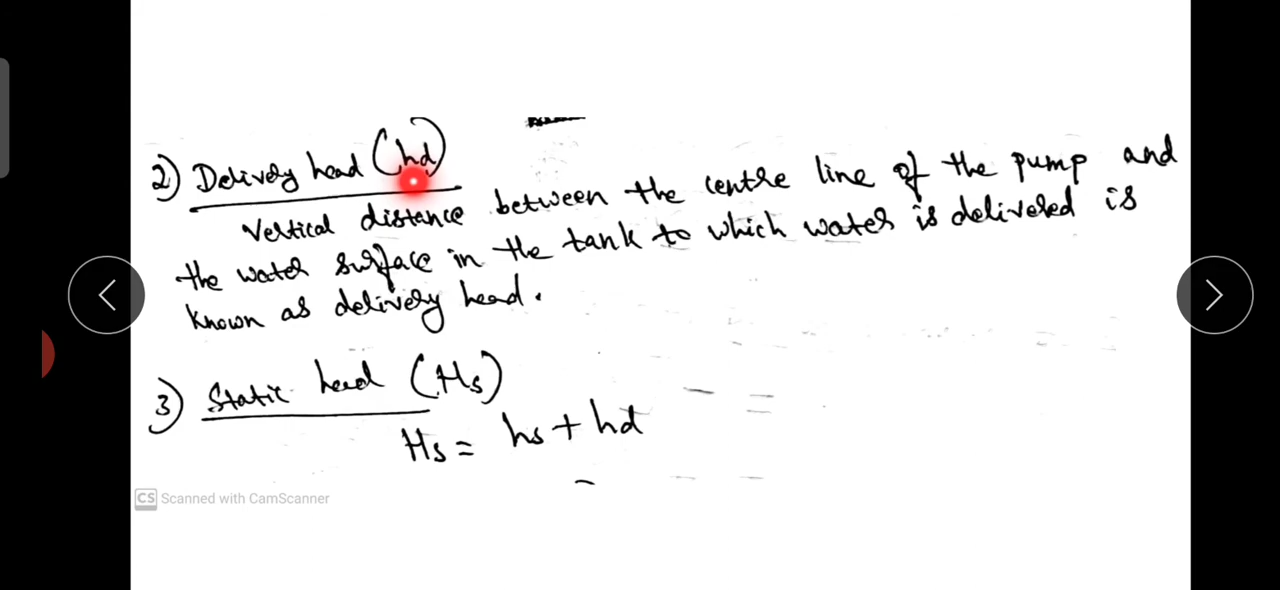 2) Delivery head (hd)
Vertical distance between the centre line of the pump and
the water surface in the tank to which water is delivered is
known as delivery head.
3) Static head (Hs)
Hs = hs + hd
CS Scanned with CamScanner